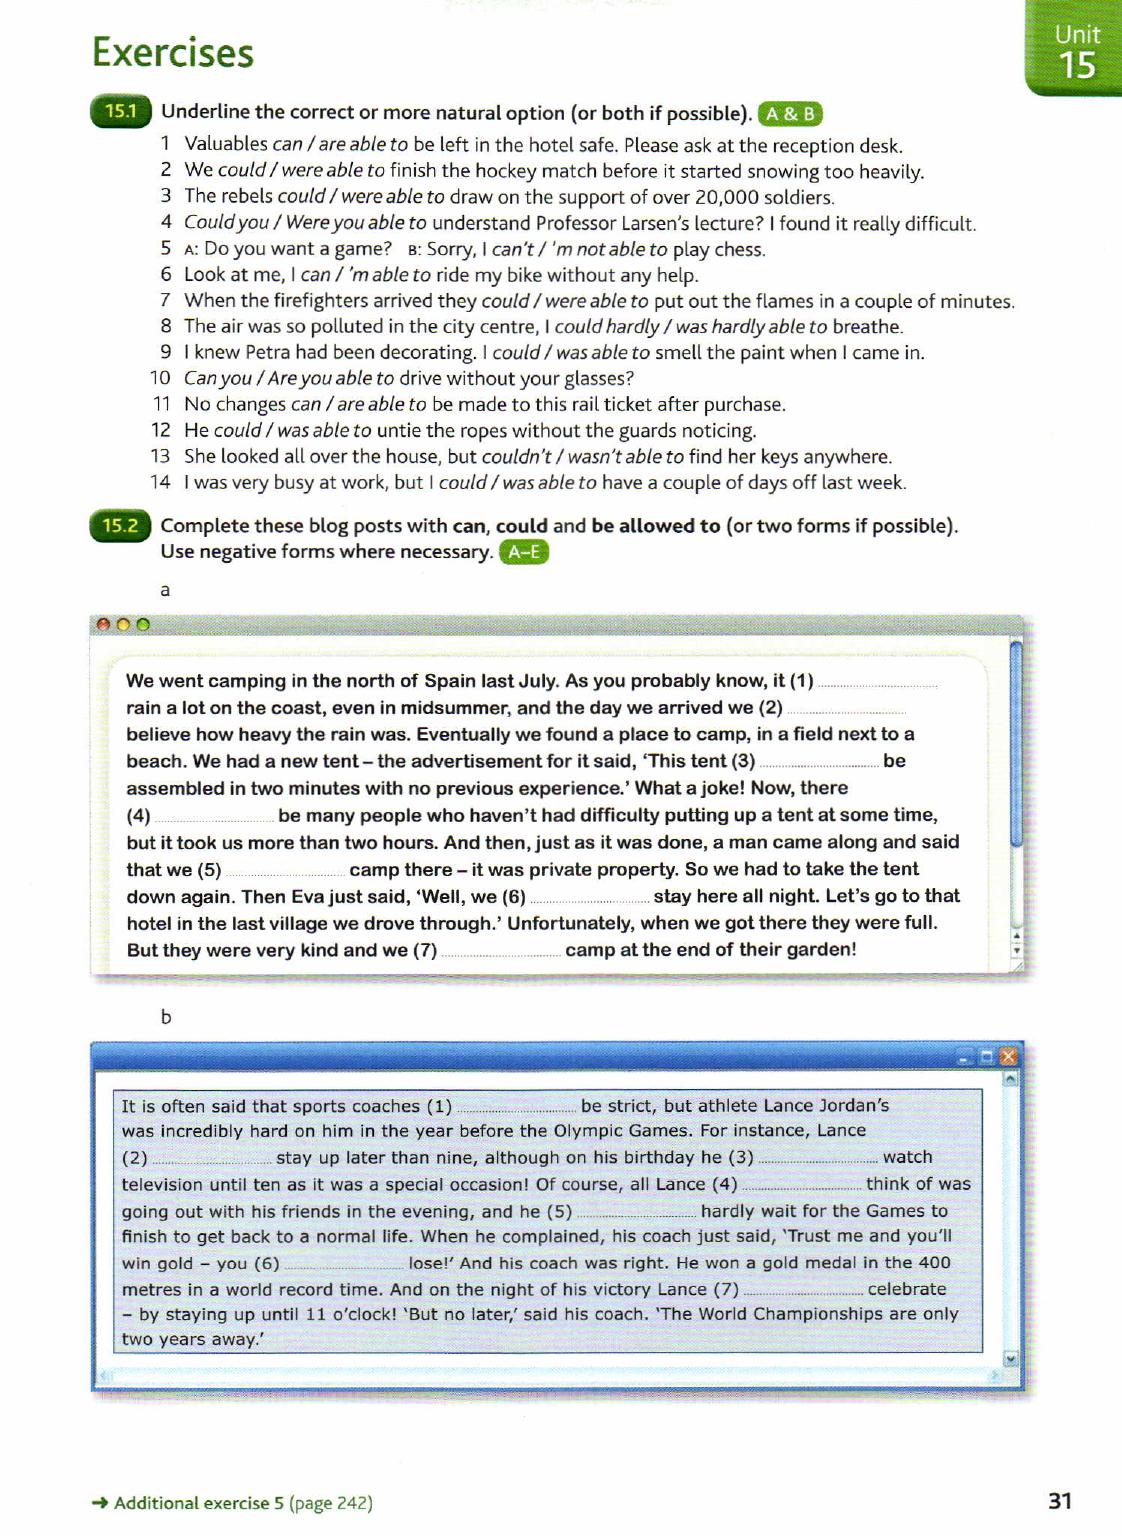 Exercises
Unit
15
15.1 Underline the correct or more natural option (or both if possible). A & B
1 Valuables can / are able to be left in the hotel safe. Please ask at the reception desk.
2 We could / were able to finish the hockey match before it started snowing too heavily.
3 The rebels could / were able to draw on the support of over 20,000 soldiers.
4 Could you / Were you able to understand Professor Larsen's lecture? I found it really difficult.
5 A: Do you want a game? B: Sorry, I can't / 'm not able to play chess.
6 Look at me, I can / 'm able to ride my bike without any help.
7 When the firefighters arrived they could / were able to put out the flames in a couple of minutes.
8 The air was so polluted in the city centre, I could hardly / was hardly able to breathe.
9 I knew Petra had been decorating. I could / was able to smell the paint when I came in.
10 Can you / Are you able to drive without your glasses?
11 No changes can / are able to be made to this rail ticket after purchase.
12 He could / was able to untie the ropes without the guards noticing.
13 She looked all over the house, but couldn't / wasn't able to find her keys anywhere.
14 I was very busy at work, but I could / was able to have a couple of days off last week.
15.2 Complete these blog posts with can, could and be allowed to (or two forms if possible).
Use negative forms where necessary. A–E
a
We went camping in the north of Spain last July. As you probably know, it (1) ..............................
rain a lot on the coast, even in midsummer, and the day we arrived we (2) ..............................
believe how heavy the rain was. Eventually we found a place to camp, in a field next to a
beach. We had a new tent – the advertisement for it said, 'This tent (3) .............................. be
assembled in two minutes with no previous experience.' What a joke! Now, there
(4) .............................. be many people who haven't had difficulty putting up a tent at some time,
but it took us more than two hours. And then, just as it was done, a man came along and said
that we (5) .............................. camp there – it was private property. So we had to take the tent
down again. Then Eva just said, 'Well, we (6) .............................. stay here all night. Let's go to that
hotel in the last village we drove through.' Unfortunately, when we got there they were full.
But they were very kind and we (7) .............................. camp at the end of their garden!
b
It is often said that sports coaches (1) .............................. be strict, but athlete Lance Jordan's
was incredibly hard on him in the year before the Olympic Games. For instance, Lance
(2) .............................. stay up later than nine, although on his birthday he (3) .............................. watch
television until ten as it was a special occasion! Of course, all Lance (4) .............................. think of was
going out with his friends in the evening, and he (5) .............................. hardly wait for the Games to
finish to get back to a normal life. When he complained, his coach just said, 'Trust me and you'll
win gold – you (6) .............................. lose!' And his coach was right. He won a gold medal in the 400
metres in a world record time. And on the night of his victory Lance (7) .............................. celebrate
– by staying up until 11 o'clock! 'But no later,' said his coach. 'The World Championships are only
two years away.'
➜ Additional exercise 5 (page 242)
31